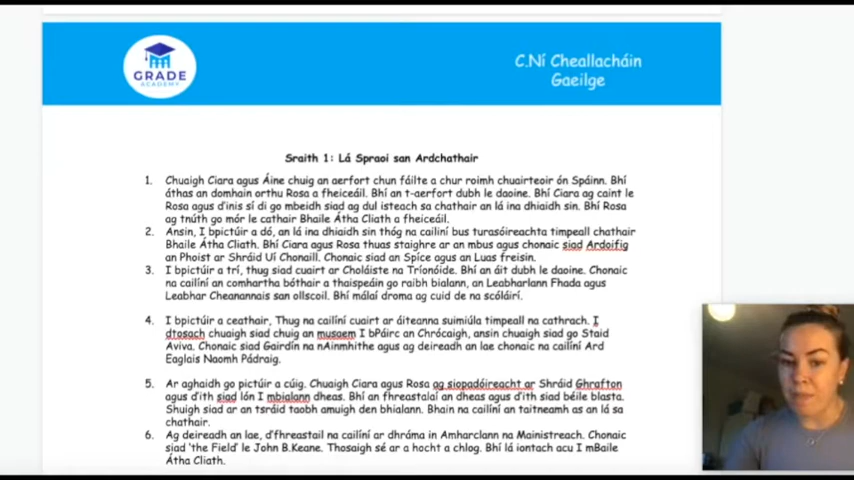 GRADE
ACADEMY
C.Ní Cheallacháin
Gaeilge
Sraith 1: Lá Spraoi san Ardchathair
1. Chuaigh Ciara agus Áine chuig an aerfort chun fáilte a chur roimh chuairteoir ón Spáinn. Bhí
áthas an domhain orthu Rosa a fheiceáil. Bhí an t-aerfort dubh le daoine. Bhí Ciara ag caint le
Rosa agus d'inis sí di go mbeidh siad ag dul isteach sa chathair an lá ina dhiaidh sin. Bhí Rosa
ag tnúth go mór le cathair Bhaile Átha Cliath a fheiceáil.
2. Ansin, I bpictúir a dó, an lá ina dhiaidh sin thóg na cailíní bus turasóireachta timpeall chathair
Bhaile Átha Cliath. Bhí Ciara agus Rosa thuas staighre ar an mbus agus chonaic siad Ardoifig
an Phoist ar Shráid Uí Chonaill. Chonaic siad an Spíce agus an Luas freisin.
3. I bpictúir a trí, thug siad cuairt ar Choláiste na Tríonóide. Bhí an áit dubh le daoine. Chonaic
na cailíní an comhartha bóthair a thaispeáin go raibh bialann, an Leabharlann Fhada agus
Leabhar Cheanannais san ollscoil. Bhí málaí droma ag cuid de na scóláirí.
4. I bpictúir a ceathair, Thug na cailíní cuairt ar áiteanna suimiúla timpeall na cathrach. I
dtosach chuaigh siad chuig an musaem I bPáirc an Chrócaigh, ansin chuaigh siad go Staid
Aviva. Chonaic siad Gairdín na nAinmhithe agus ag deireadh an lae chonaic na cailíní Ard
Eaglais Naomh Pádraig.
5. Ar aghaidh go pictúir a cúig. Chuaigh Ciara agus Rosa ag siopadóireacht ar Shráid Ghrafton
agus d'ith siad lón I mbialann dheas. Bhí an fhreastalaí an dheas agus d'ith siad béile blasta.
Shuigh siad ar an tsráid taobh amuigh den bhialann. Bhain na cailíní an taitneamh as an lá sa
chathair.
6. Ag deireadh an lae, d'fhreastail na cailíní ar dhráma in Amharclann na Mainistreach. Chonaic
siad 'the Field' le John B.Keane. Thosaigh sé ar a hocht a chlog. Bhí lá iontach acu I mBaile
Átha Cliath.